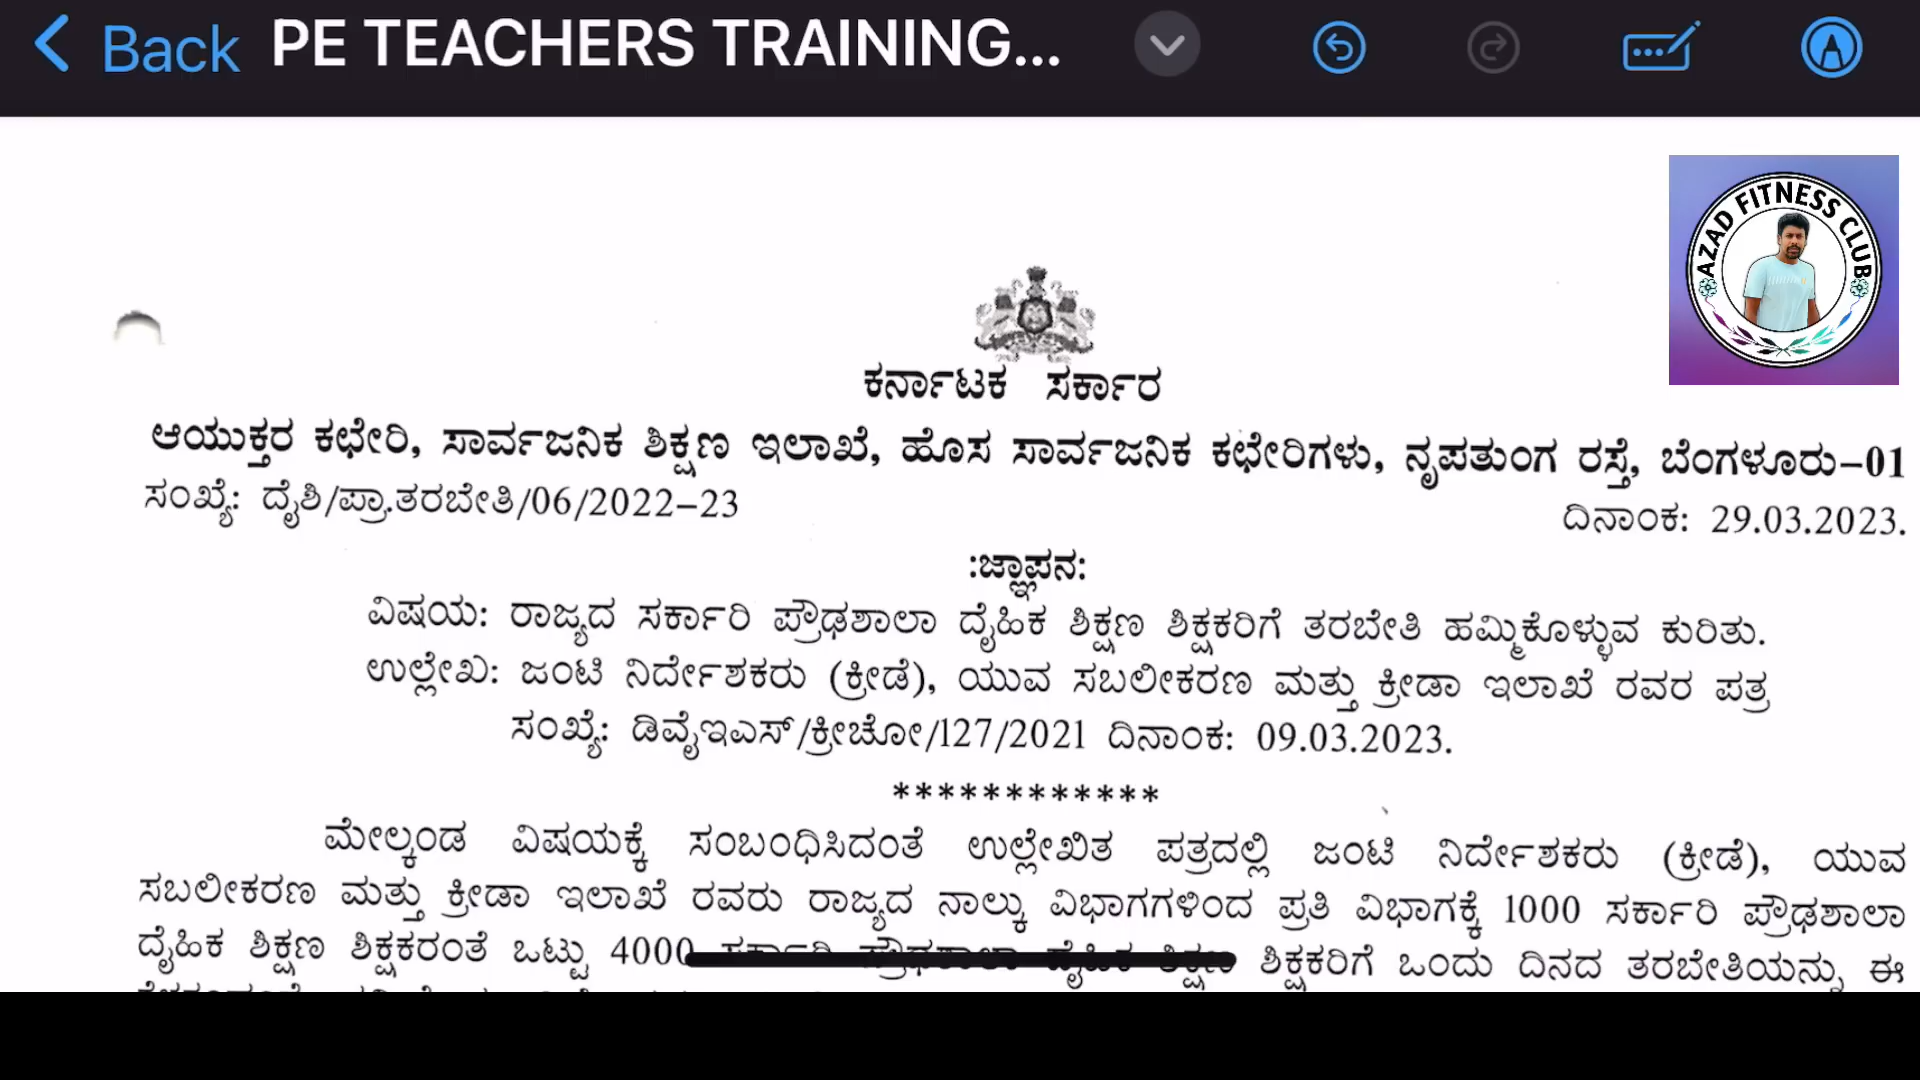 Back PE TEACHERS TRAINING...
AZAD FITNESS CLUB
ಕರ್ನಾಟಕ ಸರ್ಕಾರ
ಆಯುಕ್ತರ ಕಛೇರಿ, ಸಾರ್ವಜನಿಕ ಶಿಕ್ಷಣ ಇಲಾಖೆ, ಹೊಸ ಸಾರ್ವಜನಿಕ ಕಛೇರಿಗಳು, ನೃಪತುಂಗ ರಸ್ತೆ, ಬೆಂಗಳೂರು-01
ಸಂಖ್ಯೆ: ದೈಶಿ/ಪ್ರಾ.ತರಬೇತಿ/06/2022-23 ದಿನಾಂಕ: 29.03.2023.
:ಜ್ಞಾಪನ:
ವಿಷಯ: ರಾಜ್ಯದ ಸರ್ಕಾರಿ ಪ್ರೌಢಶಾಲಾ ದೈಹಿಕ ಶಿಕ್ಷಣ ಶಿಕ್ಷಕರಿಗೆ ತರಬೇತಿ ಹಮ್ಮಿಕೊಳ್ಳುವ ಕುರಿತು.
ಉಲ್ಲೇಖ: ಜಂಟಿ ನಿರ್ದೇಶಕರು (ಕ್ರೀಡೆ), ಯುವ ಸಬಲೀಕರಣ ಮತ್ತು ಕ್ರೀಡಾ ಇಲಾಖೆ ರವರ ಪತ್ರ
ಸಂಖ್ಯೆ: ಡಿವೈಇಎಸ್/ಕ್ರೀಚೋ/127/2021 ದಿನಾಂಕ: 09.03.2023.
************
ಮೇಲ್ಕಂಡ ವಿಷಯಕ್ಕೆ ಸಂಬಂಧಿಸಿದಂತೆ ಉಲ್ಲೇಖಿತ ಪತ್ರದಲ್ಲಿ ಜಂಟಿ ನಿರ್ದೇಶಕರು (ಕ್ರೀಡೆ), ಯುವ
ಸಬಲೀಕರಣ ಮತ್ತು ಕ್ರೀಡಾ ಇಲಾಖೆ ರವರು ರಾಜ್ಯದ ನಾಲ್ಕು ವಿಭಾಗಗಳಿಂದ ಪ್ರತಿ ವಿಭಾಗಕ್ಕೆ 1000 ಸರ್ಕಾರಿ ಪ್ರೌಢಶಾಲಾ
ದೈಹಿಕ ಶಿಕ್ಷಣ ಶಿಕ್ಷಕರಂತೆ ಒಟ್ಟು 4000 ಸರ್ಕಾರಿ ಪ್ರೌಢಶಾಲಾ ದೈಹಿಕ ಶಿಕ್ಷಣ ಶಿಕ್ಷಕರಿಗೆ ಒಂದು ದಿನದ ತರಬೇತಿಯನ್ನು ಈ